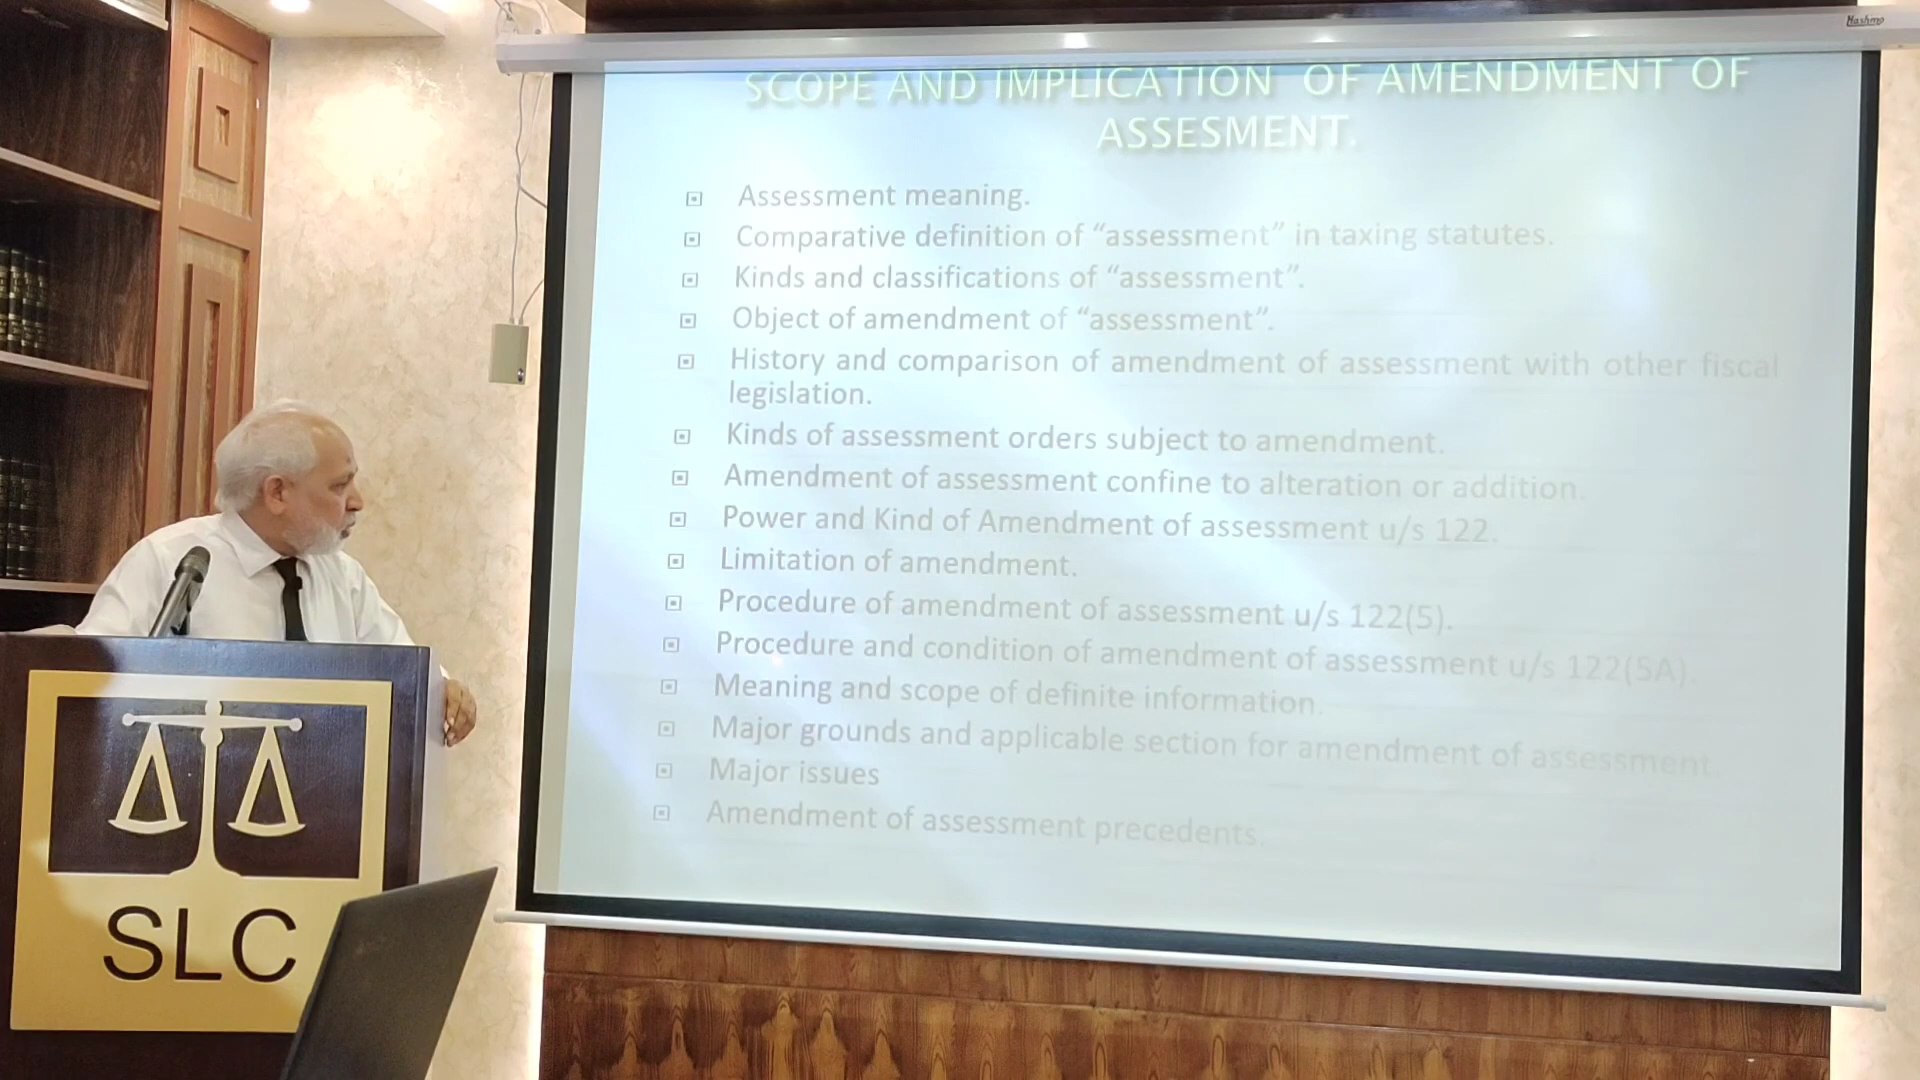 Hashmo
SCOPE AND IMPLICATION OF AMENDMENT OF
ASSESMENT.
Assessment meaning.
Comparative definition of “assessment” in taxing statutes.
Kinds and classifications of “assessment”.
Object of amendment of “assessment”.
History and comparison of amendment of assessment with other fiscal
legislation.
Kinds of assessment orders subject to amendment.
Amendment of assessment confine to alteration or addition.
Power and Kind of Amendment of assessment u/s 122.
Limitation of amendment.
Procedure of amendment of assessment u/s 122(5).
Procedure and condition of amendment of assessment u/s 122(5A).
Meaning and scope of definite information.
Major grounds and applicable section for amendment of assessment.
Major issues
Amendment of assessment precedents.
SLC